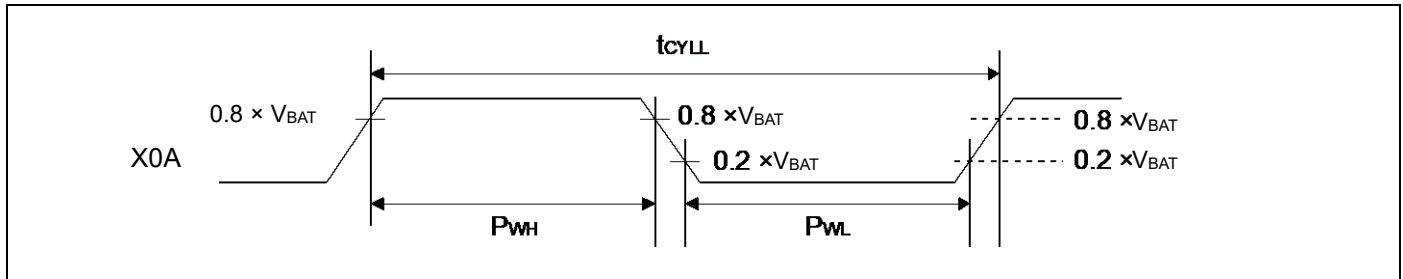 tCYLL
0.8 × VBAT
0.8 ×VBAT
0.8 ×VBAT
X0A
0.2 ×VBAT
0.2 ×VBAT
PWH
PWL